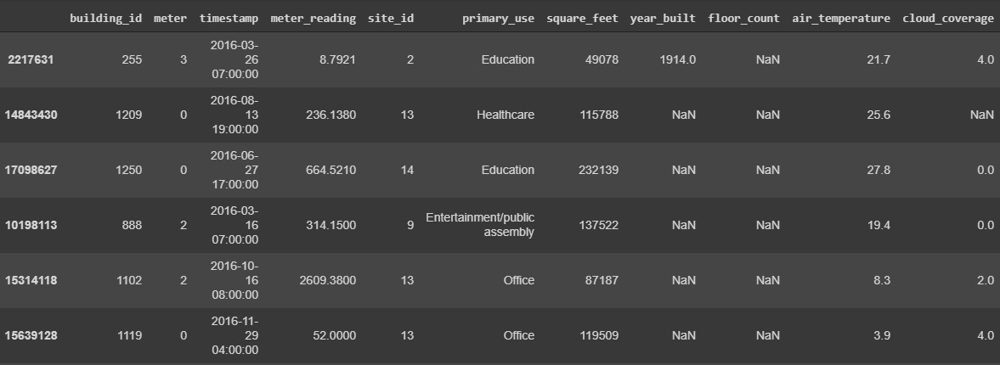 building_id meter timestamp meter_reading site_id primary_use square_feet year_built floor_count air_temperature cloud_coverage
2016-03-
2217631 255 3 26 8.7921 2 Education 49078 1914.0 NaN 21.7 4.0
07:00:00
2016-08-
14843430 1209 0 13 236.1380 13 Healthcare 115788 NaN NaN 25.6 NaN
19:00:00
2016-06-
17098627 1250 0 27 664.5210 14 Education 232139 NaN NaN 27.8 0.0
17:00:00
2016-03-
Entertainment/public
10198113 888 2 16 314.1500 9 137522 NaN NaN 19.4 0.0
assembly
07:00:00
2016-10-
15314118 1102 2 16 2609.3800 13 Office 87187 NaN NaN 8.3 2.0
08:00:00
2016-11-
15639128 1119 0 29 52.0000 13 Office 119509 NaN NaN 3.9 4.0
04:00:00